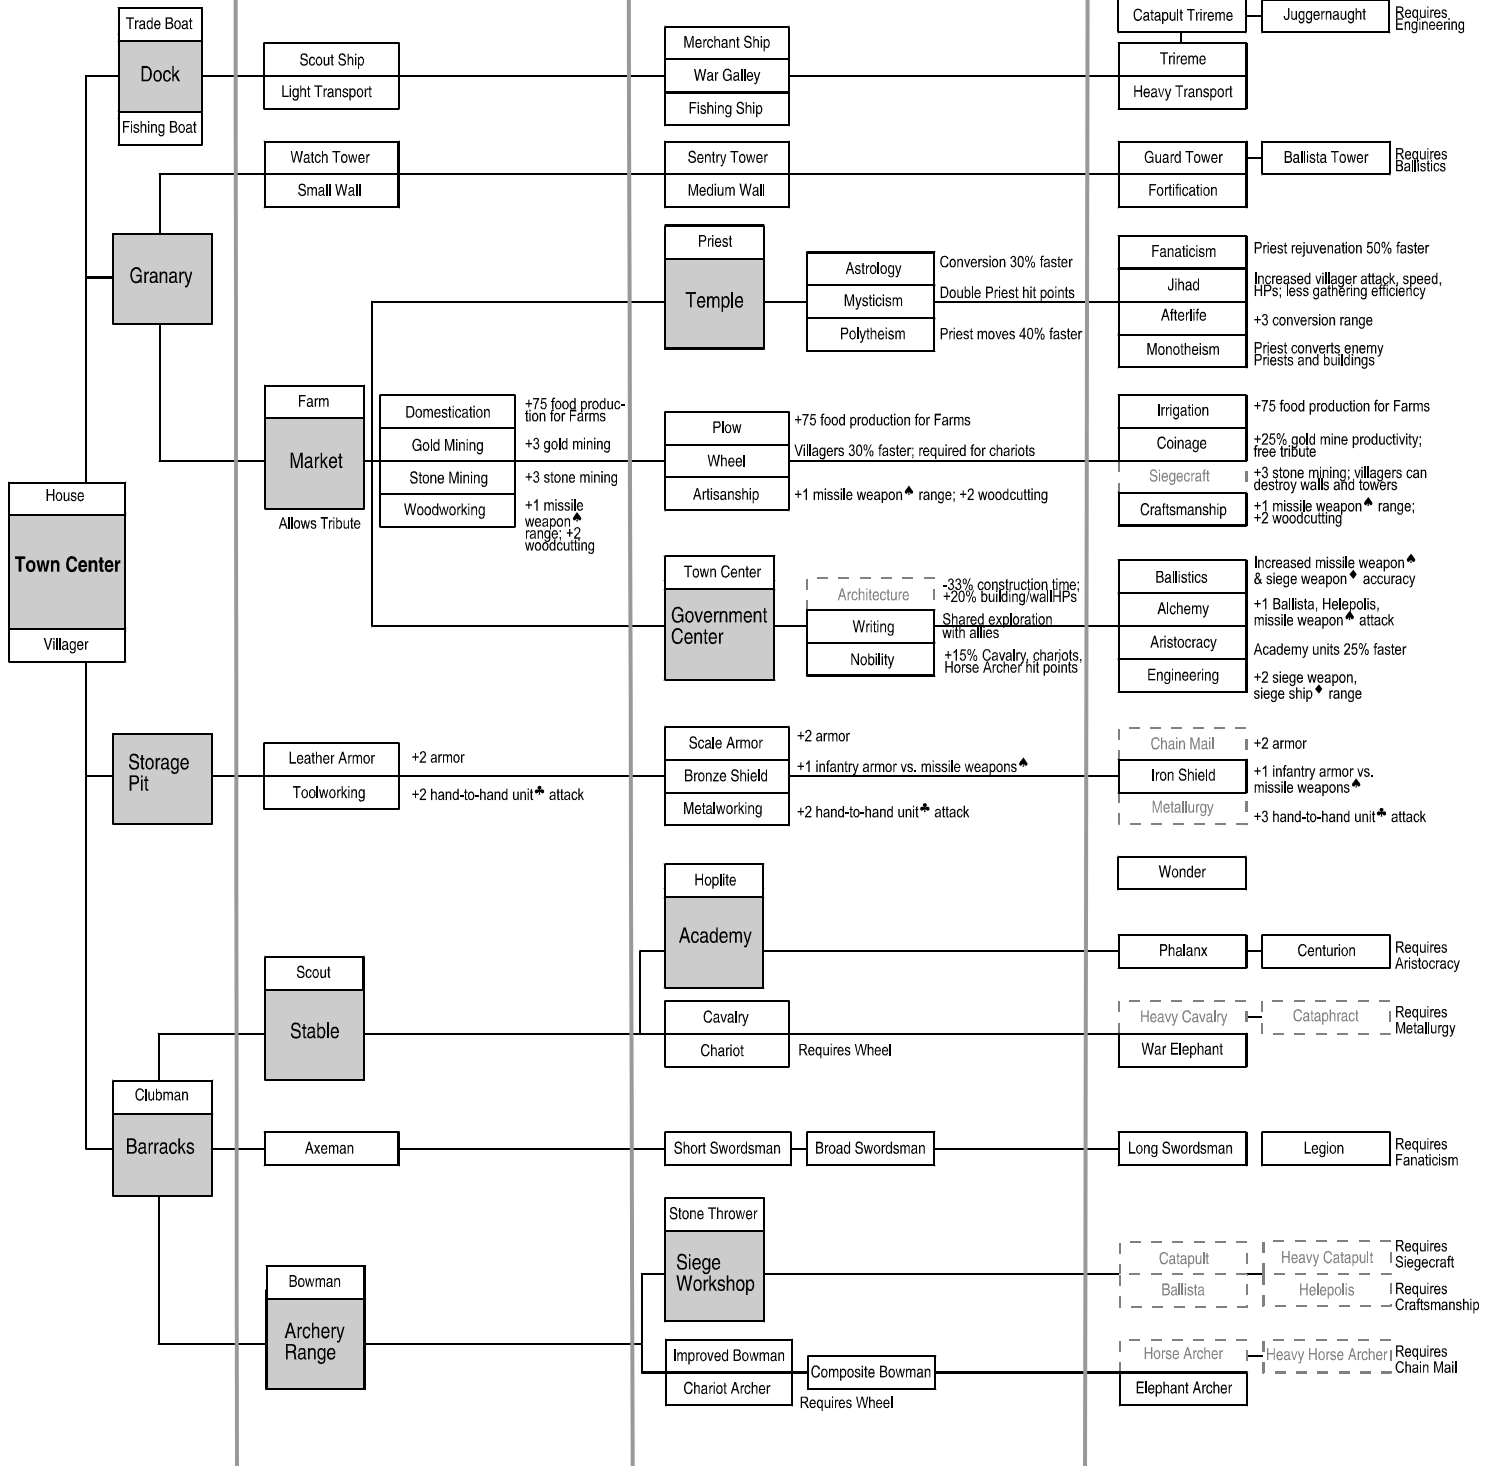 Trade Boat
Dock
Fishing Boat
Scout Ship
Light Transport
Merchant Ship
War Galley
Fishing Ship
Catapult Trireme
Juggernaught
Requires
Engineering
Trireme
Heavy Transport
Granary
Watch Tower
Small Wall
Sentry Tower
Medium Wall
Guard Tower
Fortification
Ballista Tower
Requires
Ballistics
Priest
Temple
Astrology
Conversion 30% faster
Mysticism
Double Priest hit points
Polytheism
Priest moves 40% faster
Fanaticism
Priest rejuvenation 50% faster
Jihad
Increased villager attack, speed,
HPs; less gathering efficiency
Afterlife
+3 conversion range
Monotheism
Priest converts enemy
Priests and buildings
Farm
Market
Allows Tribute
Domestication
+75 food produc-
tion for Farms
Gold Mining
+3 gold mining
Stone Mining
+3 stone mining
Woodworking
+1 missile
weapon♠
range; +2
woodcutting
Plow
+75 food production for Farms
Wheel
Villagers 30% faster; required for chariots
Artisanship
+1 missile weapon♠ range; +2 woodcutting
Irrigation
+75 food production for Farms
Coinage
+25% gold mine productivity;
free tribute
Siegecraft
+3 stone mining; villagers can
destroy walls and towers
Craftsmanship
+1 missile weapon♠ range;
+2 woodcutting
House
Town Center
Villager
Town Center
Government
Center
Architecture
-33% construction time;
+20% building/wallHPs
Writing
Shared exploration
with allies
Nobility
+15% Cavalry, chariots,
Horse Archer hit points
Ballistics
Increased missile weapon♠
& siege weapon♦ accuracy
Alchemy
+1 Ballista, Helepolis,
missile weapon♠ attack
Aristocracy
Academy units 25% faster
Engineering
+2 siege weapon,
siege ship♦ range
Storage
Pit
Leather Armor
+2 armor
Toolworking
+2 hand-to-hand unit♣ attack
Scale Armor
+2 armor
Bronze Shield
+1 infantry armor vs. missile weapons♠
Metalworking
+2 hand-to-hand unit♣ attack
Chain Mail
+2 armor
Iron Shield
+1 infantry armor vs.
missile weapons♠
Metallurgy
+3 hand-to-hand unit♣ attack
Wonder
Hoplite
Academy
Phalanx
Centurion
Requires
Aristocracy
Scout
Stable
Cavalry
Chariot
Requires Wheel
Heavy Cavalry
Cataphract
Requires
Metallurgy
War Elephant
Clubman
Barracks
Axeman
Short Swordsman
Broad Swordsman
Long Swordsman
Legion
Requires
Fanaticism
Stone Thrower
Siege
Workshop
Catapult
Heavy Catapult
Requires
Siegecraft
Ballista
Helepolis
Requires
Craftsmanship
Bowman
Archery
Range
Improved Bowman
Chariot Archer
Composite Bowman
Requires Wheel
Horse Archer
Heavy Horse Archer
Requires
Chain Mail
Elephant Archer